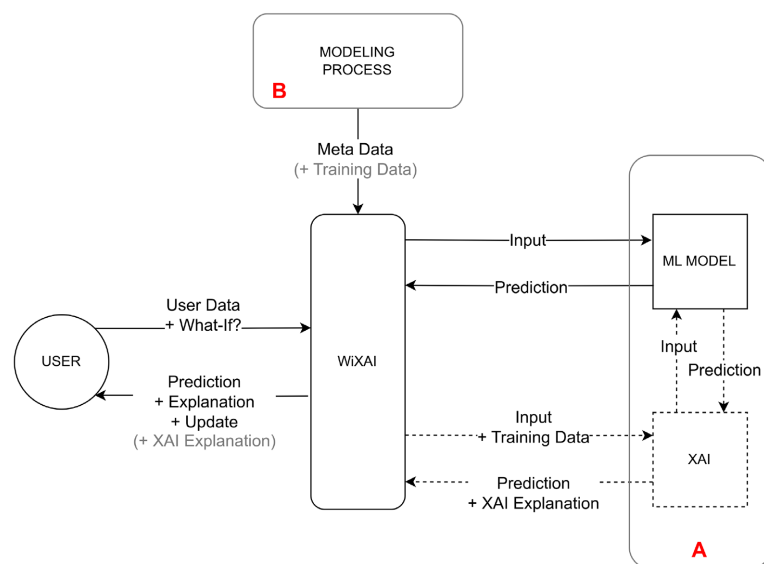 MODELING
PROCESS
B
Meta Data
(+ Training Data)
Input
ML MODEL
Prediction
User Data
+ What-If?
USER
WiXAI
Input
Prediction
Prediction
+ Explanation
+ Update
(+ XAI Explanation)
Input
+ Training Data
XAI
Prediction
+ XAI Explanation
A